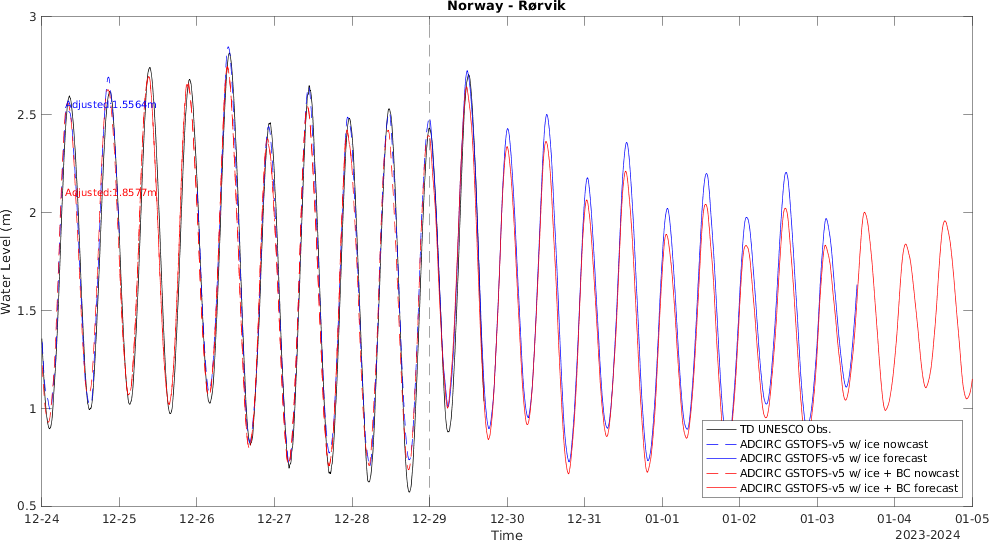 Norway - Rørvik
3
2.5
2
1.5
1
0.5
Water Level (m)
Adjusted:1.5564m
Adjusted:1.8577m
TD UNESCO Obs.
ADCIRC GSTOFS-v5 w/ ice nowcast
ADCIRC GSTOFS-v5 w/ ice forecast
ADCIRC GSTOFS-v5 w/ ice + BC nowcast
ADCIRC GSTOFS-v5 w/ ice + BC forecast
12-24 12-25 12-26 12-27 12-28 12-29 12-30 12-31 01-01 01-02 01-03 01-04 01-05
Time
2023-2024